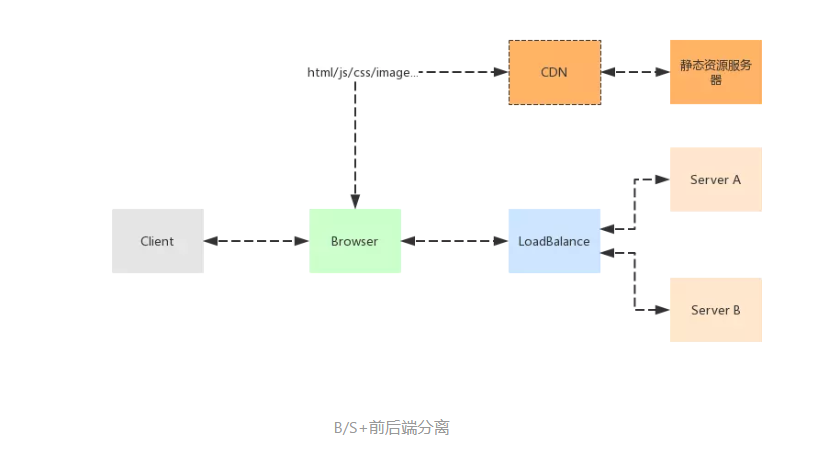 html/js/css/image...
CDN
静态资源服务
器
Server A
Client
Browser
LoadBalance
Server B
B/S+前后端分离